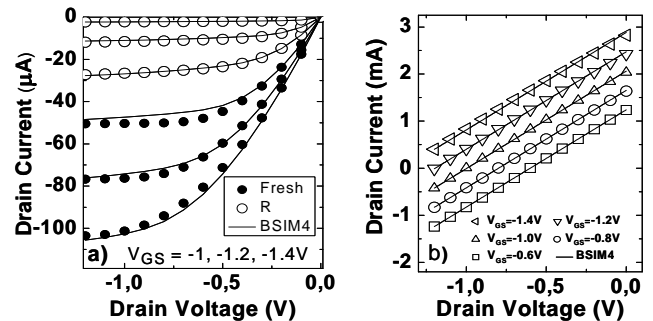 0
-20
-40
-60
-80
-100
Drain Current (μA)
Fresh
R
BSIM4
a) V_GS = -1, -1.2, -1.4V
-1,0 -0,5 0,0
Drain Voltage (V)
3
2
1
0
-1
-2
Drain Current (mA)
V_GS=-1.4V V_GS=-1.2V
V_GS=-1.0V V_GS=-0.8V
V_GS=-0.6V BSIM4
b)
-1,0 -0,5 0,0
Drain Voltage (V)